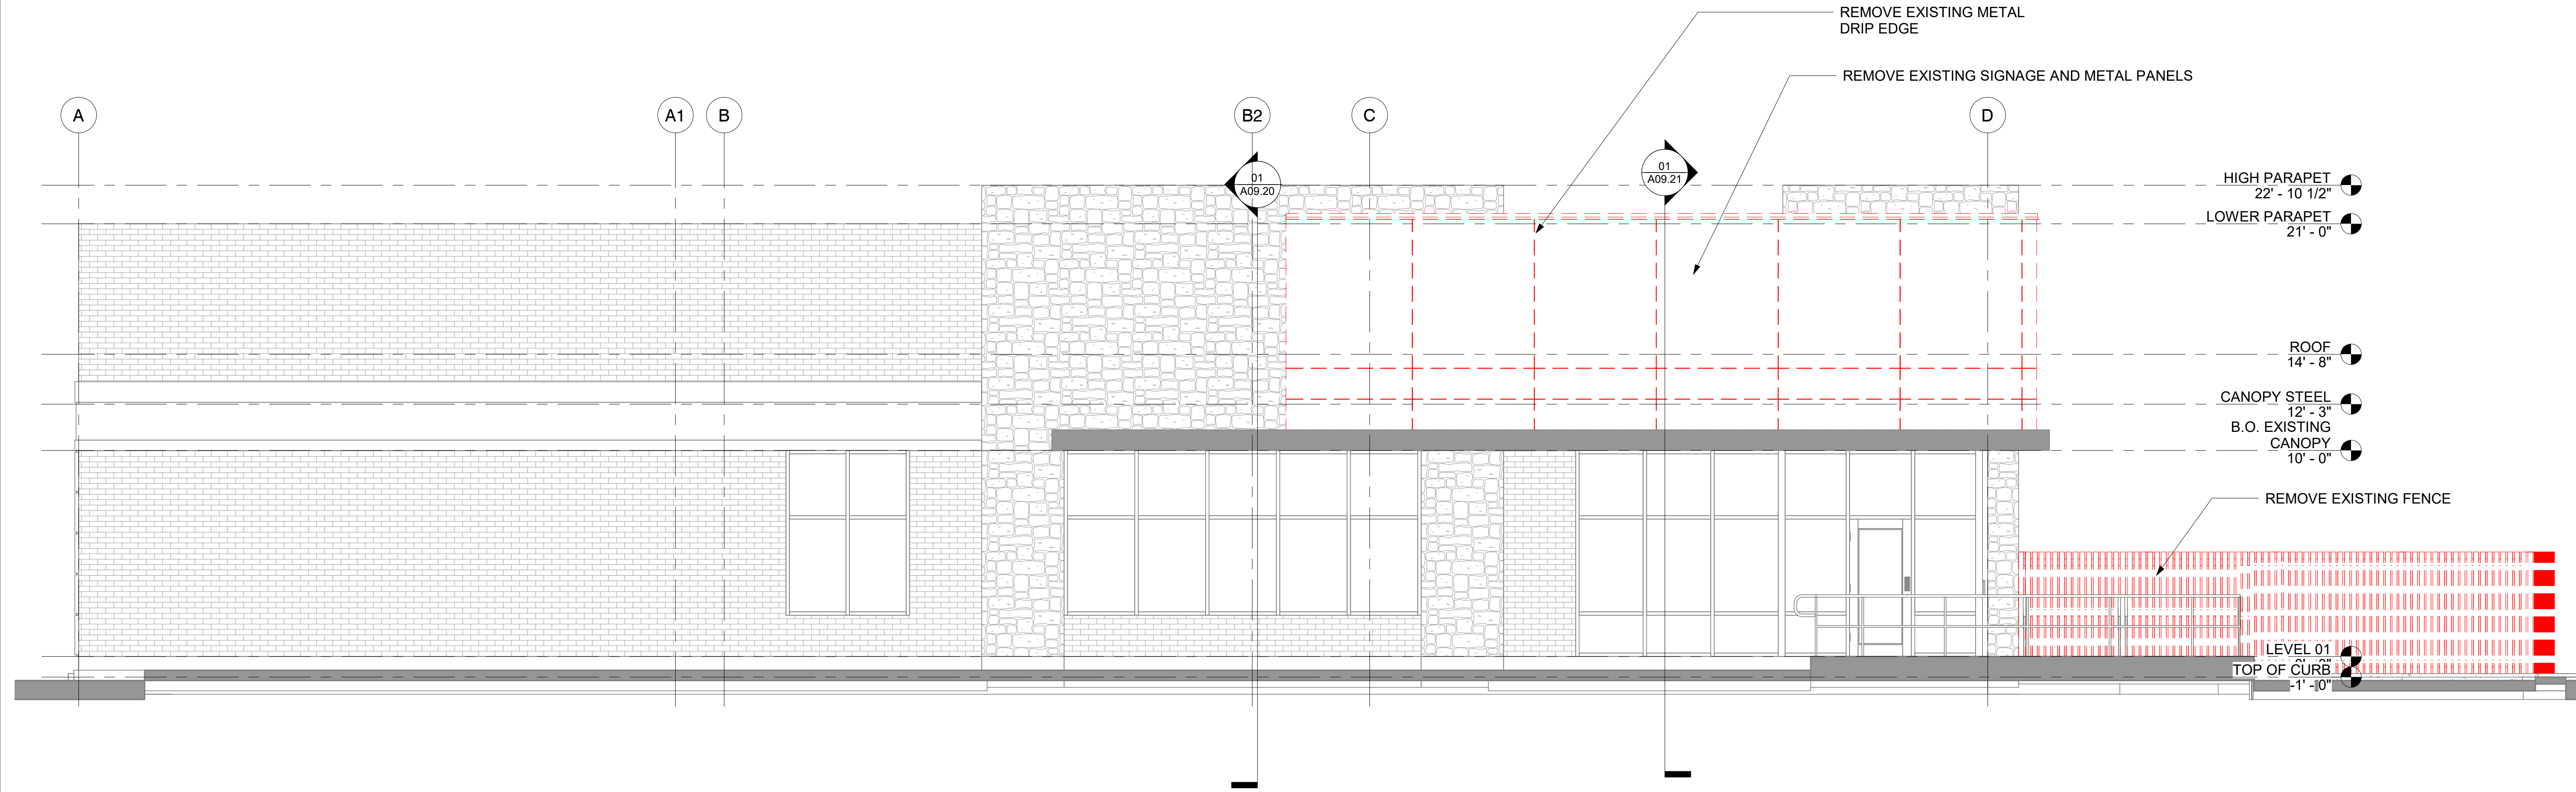 REMOVE EXISTING METAL
DRIP EDGE
REMOVE EXISTING SIGNAGE AND METAL PANELS
A
A1
B
B2
C
D
01
A09.20
01
A09.21
HIGH PARAPET
22' - 10 1/2"
LOWER PARAPET
21' - 0"
ROOF
14' - 8"
CANOPY STEEL
12' - 3"
B.O. EXISTING
CANOPY
10' - 0"
REMOVE EXISTING FENCE
LEVEL 01
TOP OF CURB
-1' - 0"